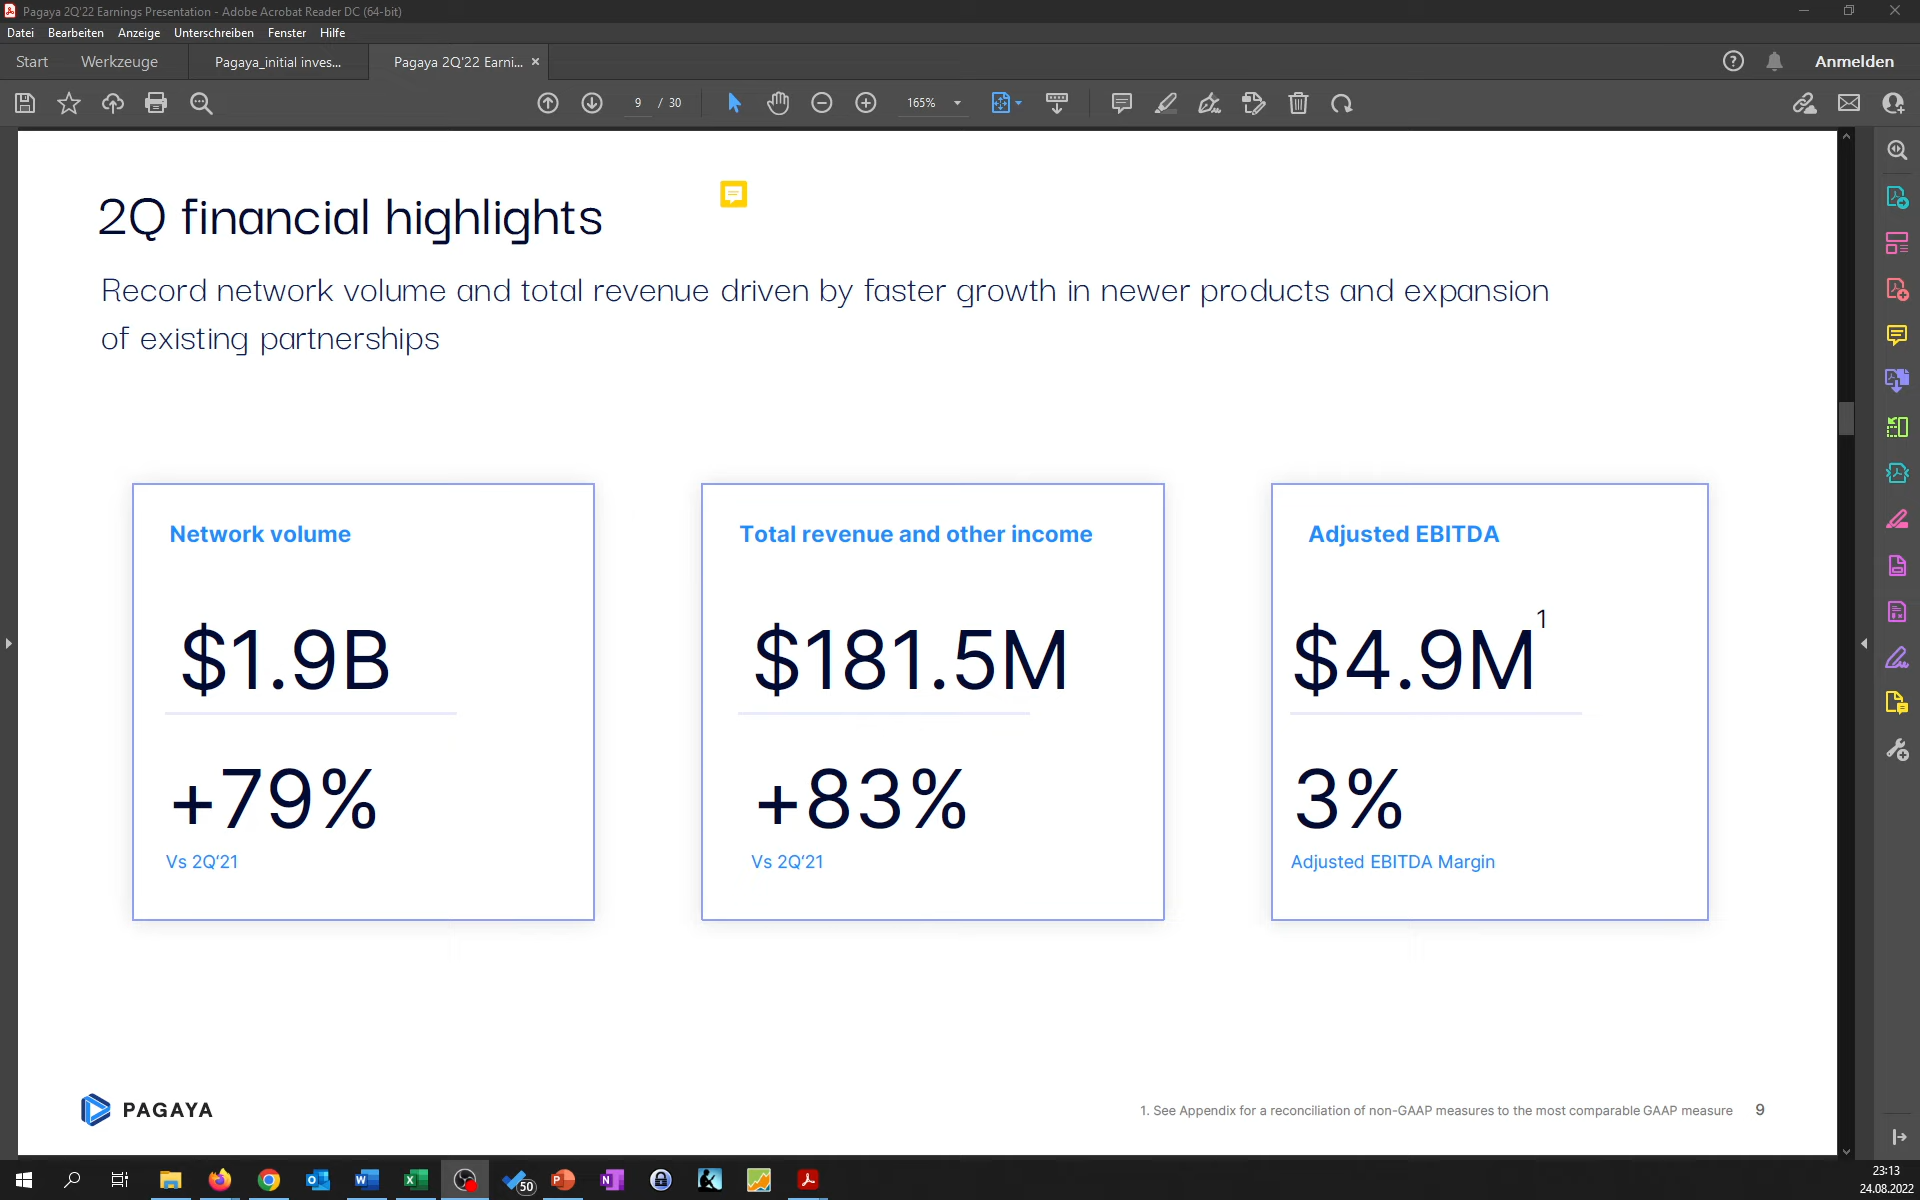 Pagaya 2Q'22 Earnings Presentation - Adobe Acrobat Reader DC (64-bit)
Datei Bearbeiten Anzeige Unterschreiben Fenster Hilfe
Start Werkzeuge Pagaya_initial inves... Pagaya 2Q'22 Earni... × Anmelden
9 / 30 165%
2Q financial highlights
Record network volume and total revenue driven by faster growth in newer products and expansion
of existing partnerships
Network volume
$1.9B
+79%
Vs 2Q‘21
Total revenue and other income
$181.5M
+83%
Vs 2Q‘21
Adjusted EBITDA
$4.9M1
3%
Adjusted EBITDA Margin
PAGAYA
1. See Appendix for a reconciliation of non-GAAP measures to the most comparable GAAP measure 9
50
23:13
24.08.2022